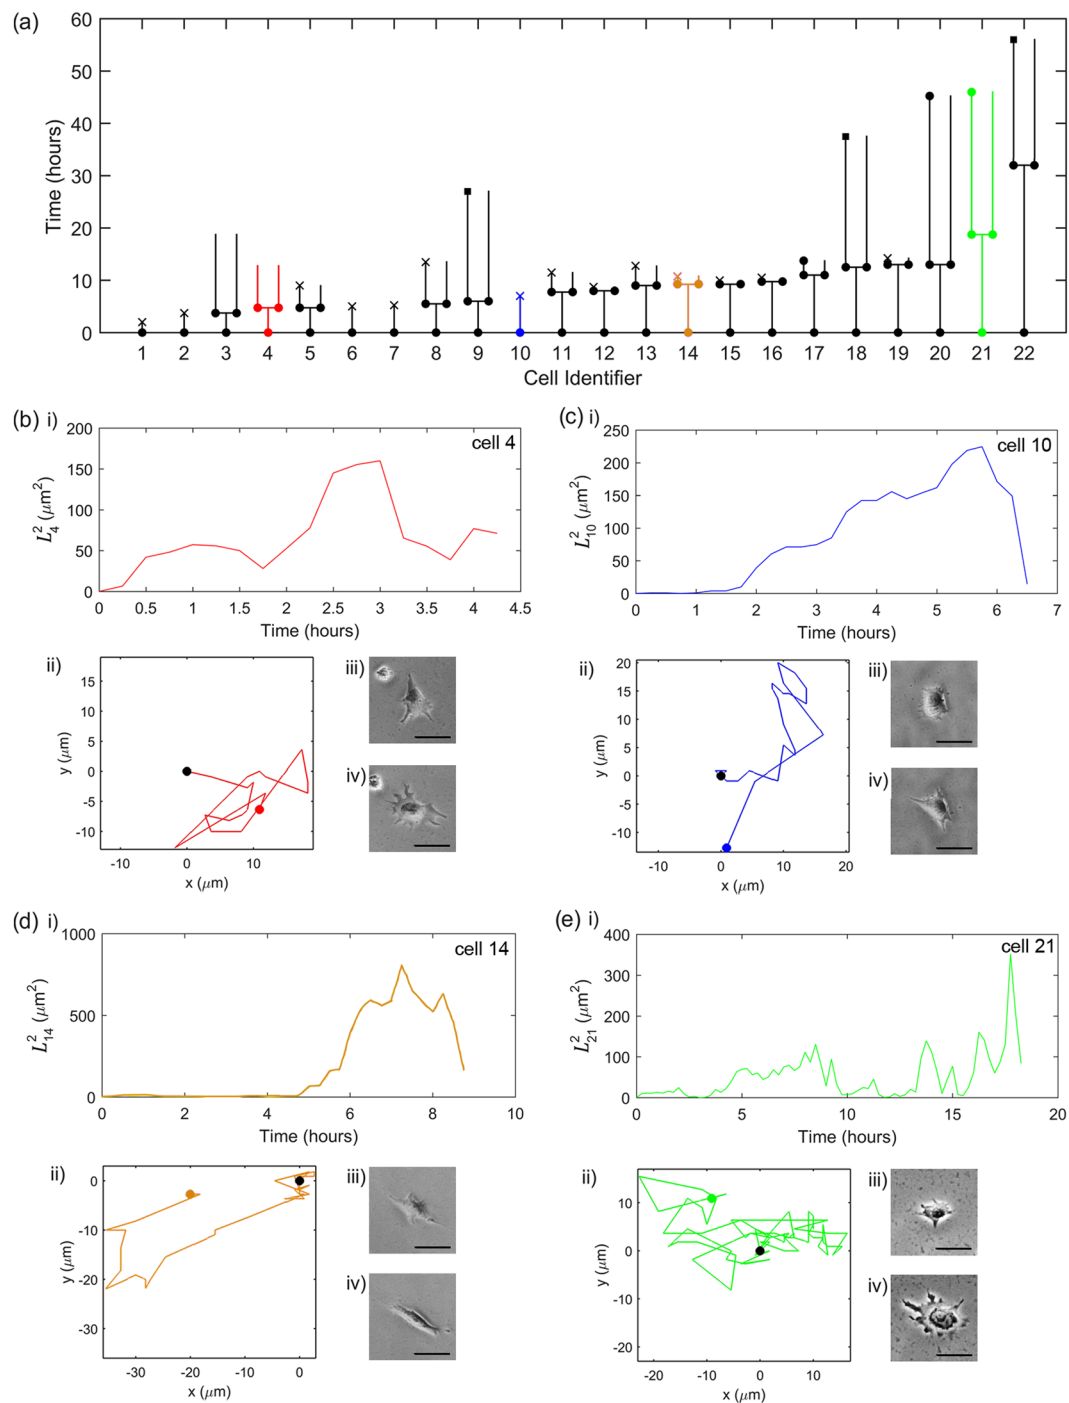 (a)
60
50
40
30
20
10
0
Time (hours)
1 2 3 4 5 6 7 8 9 10 11 12 13 14 15 16 17 18 19 20 21 22
Cell Identifier
(b) i)
200
150
100
50
0
L₄² (μm²)
cell 4
0 0.5 1 1.5 2 2.5 3 3.5 4 4.5
Time (hours)
ii)
15
10
5
0
-5
-10
y (μm)
-10 0 10
x (μm)
iii)
iv)
(c) i)
250
200
150
100
50
0
L₁₀² (μm²)
cell 10
0 1 2 3 4 5 6 7
Time (hours)
ii)
20
15
10
5
0
-5
-10
y (μm)
-10 0 10 20
x (μm)
iii)
iv)
(d) i)
1000
500
0
L₁₄² (μm²)
cell 14
0 2 4 6 8 10
Time (hours)
ii)
0
-10
-20
-30
y (μm)
-30 -20 -10 0
x (μm)
iii)
iv)
(e) i)
400
300
200
100
0
L₂₁² (μm²)
cell 21
0 5 10 15 20
Time (hours)
ii)
10
0
-10
-20
y (μm)
-20 -10 0 10
x (μm)
iii)
iv)